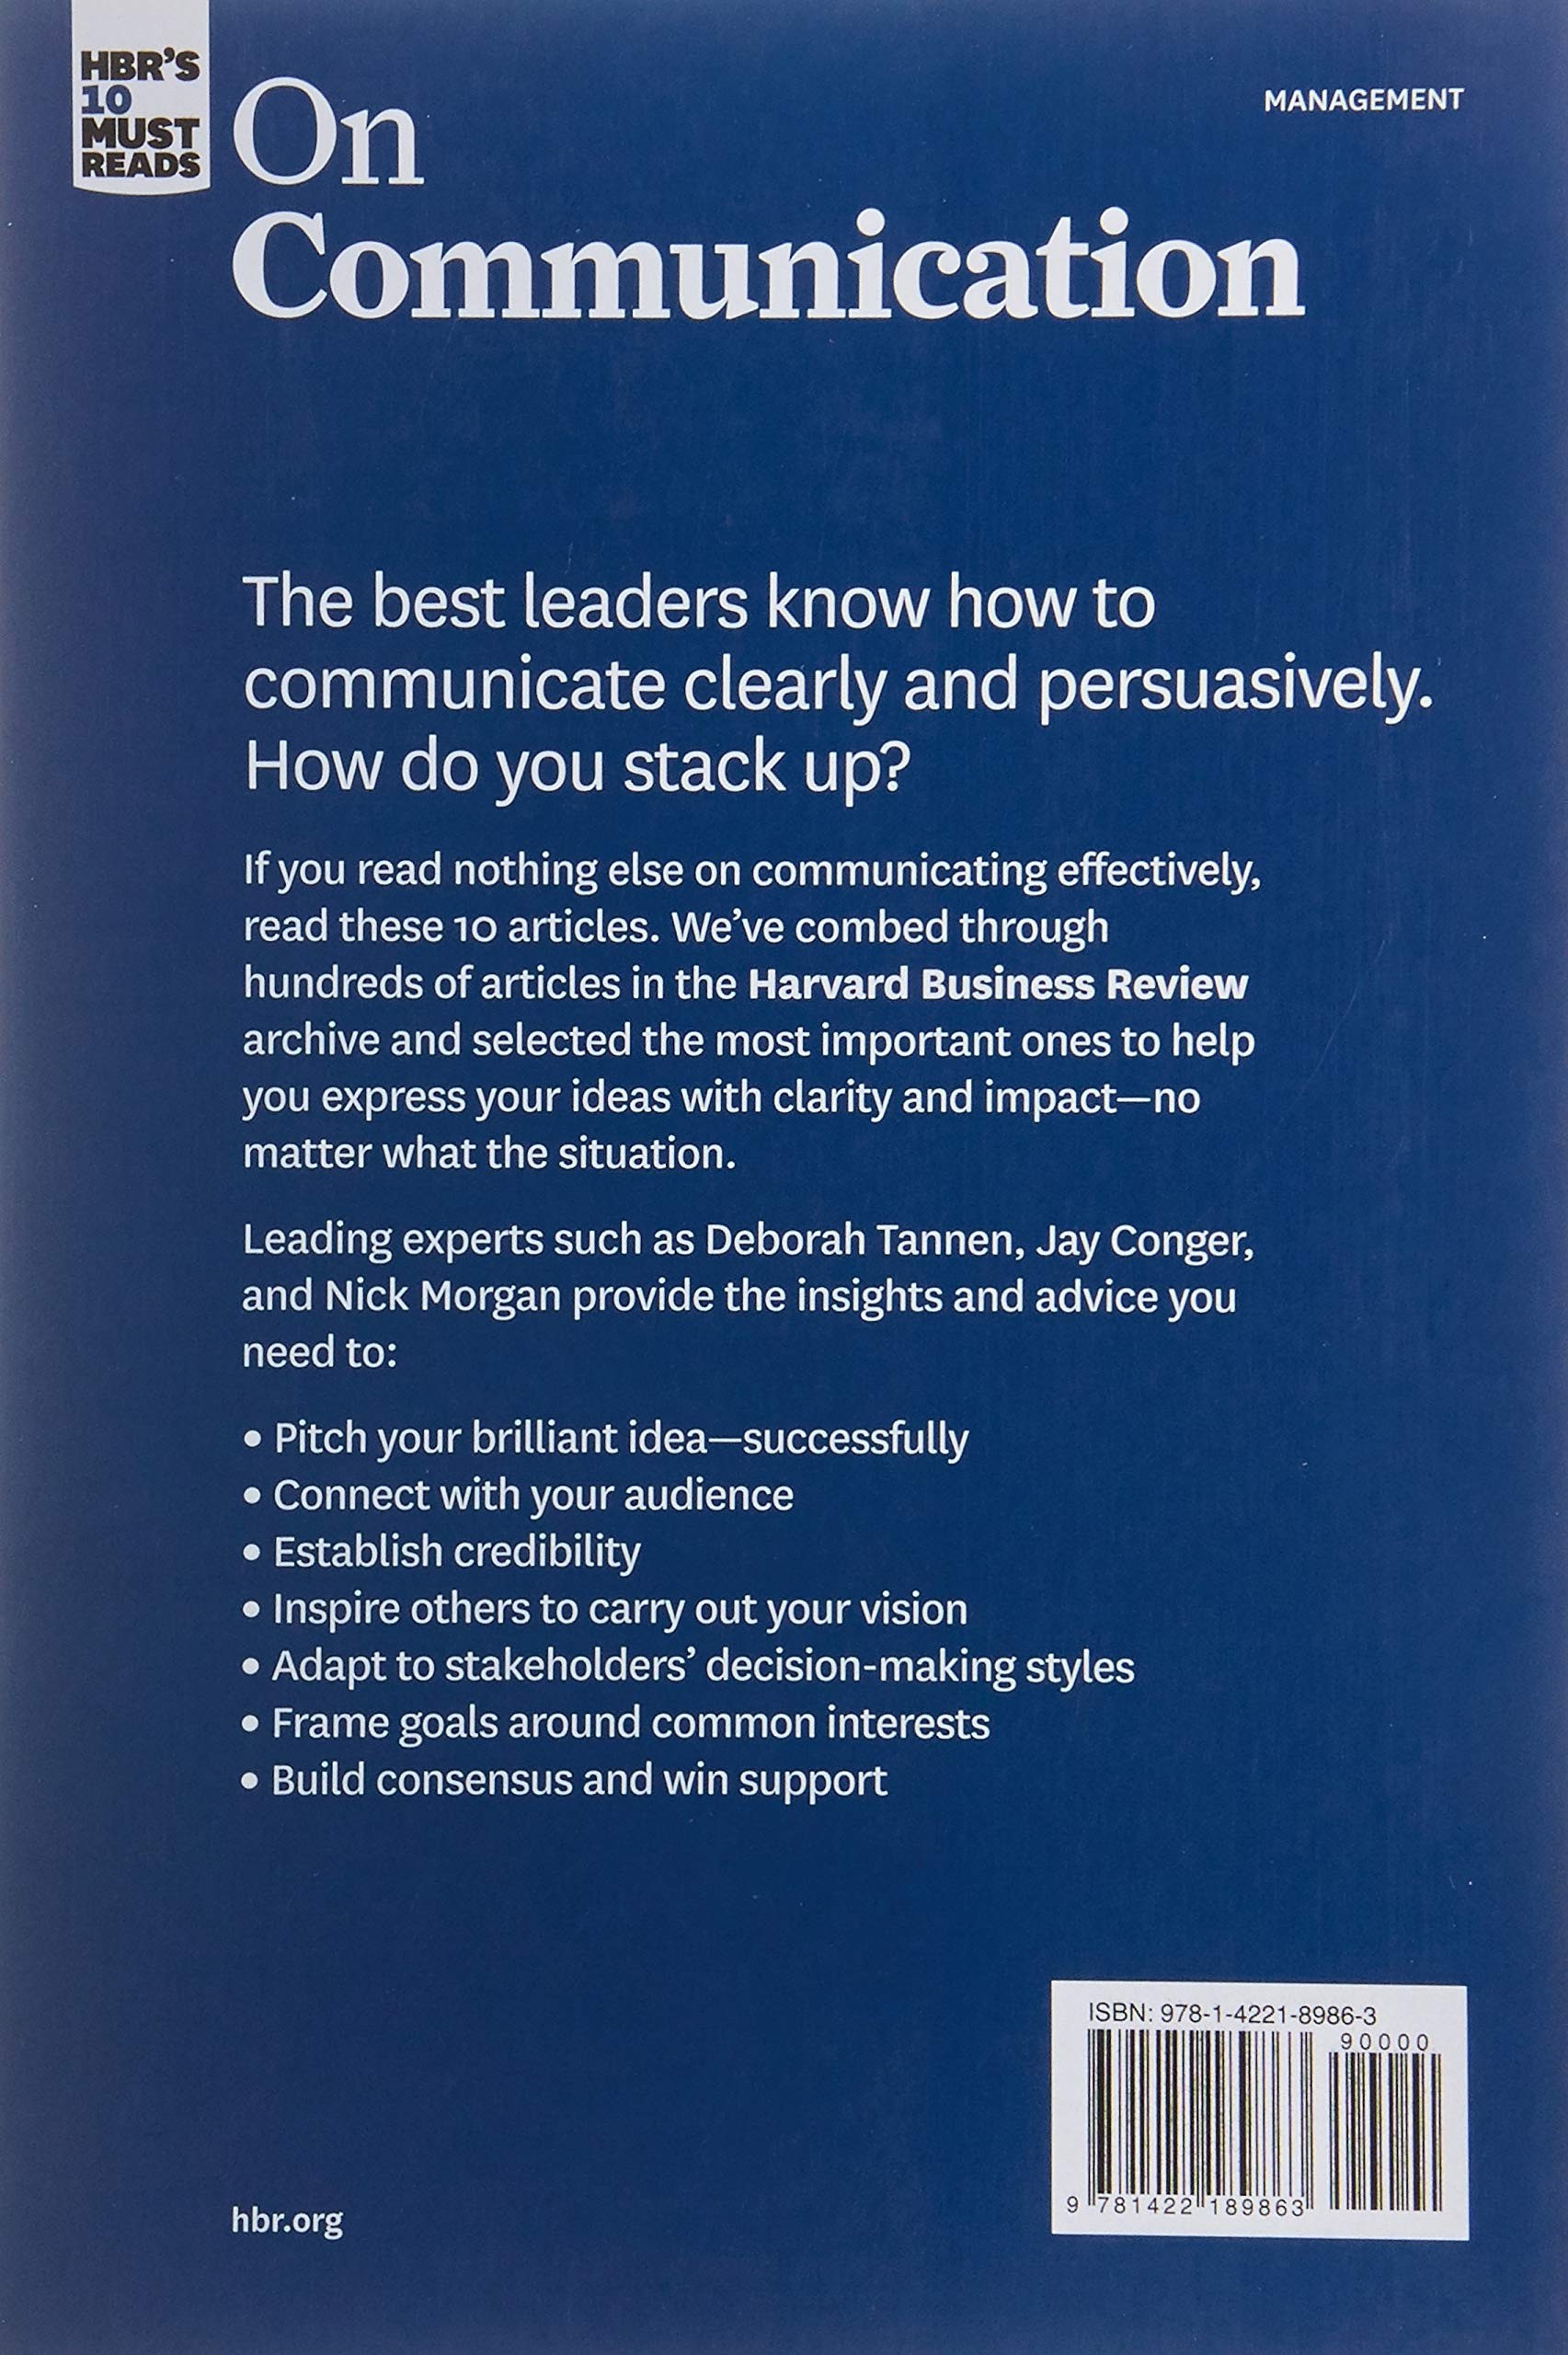 HBR'S
10
MUST
READS
On
Communication
MANAGEMENT
The best leaders know how to
communicate clearly and persuasively.
How do you stack up?
If you read nothing else on communicating effectively,
read these 10 articles. We've combed through
hundreds of articles in the Harvard Business Review
archive and selected the most important ones to help
you express your ideas with clarity and impact—no
matter what the situation.
Leading experts such as Deborah Tannen, Jay Conger,
and Nick Morgan provide the insights and advice you
need to:
• Pitch your brilliant idea—successfully
• Connect with your audience
• Establish credibility
• Inspire others to carry out your vision
• Adapt to stakeholders' decision-making styles
• Frame goals around common interests
• Build consensus and win support
ISBN: 978-1-4221-8986-3
90000
9 781422 189863
hbr.org